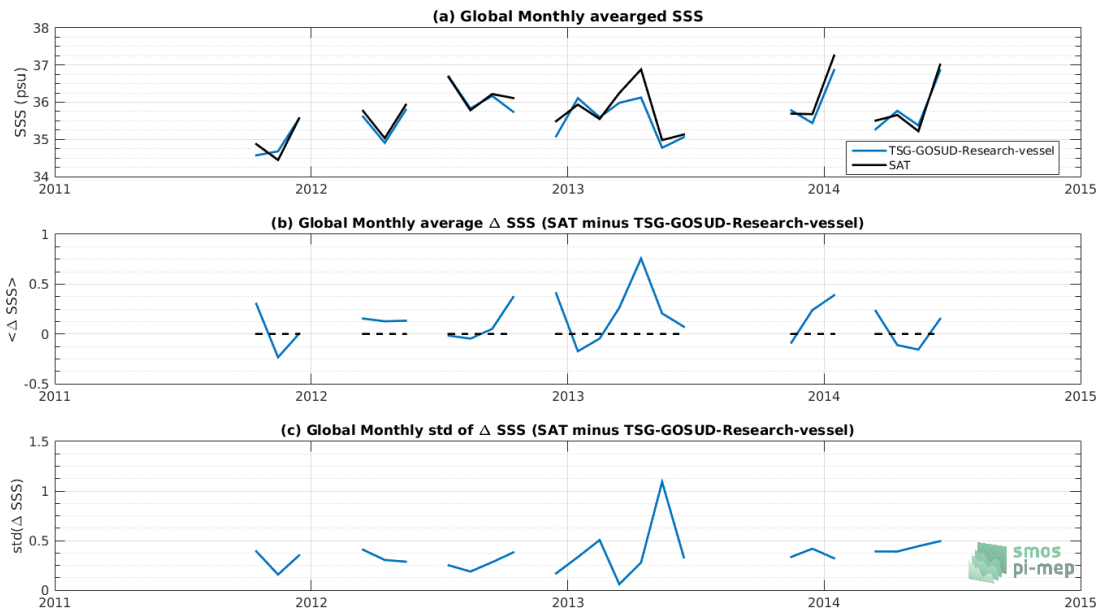 (a) Global Monthly avearged SSS
38
37
36
35
34
SSS (psu)
TSG-GOSUD-Research-vessel
SAT
2011 2012 2013 2014 2015
(b) Global Monthly average Δ SSS (SAT minus TSG-GOSUD-Research-vessel)
1
0.5
0
-0.5
<Δ SSS>
2011 2012 2013 2014 2015
(c) Global Monthly std of Δ SSS (SAT minus TSG-GOSUD-Research-vessel)
1.5
1
0.5
0
std(Δ SSS)
smos
pi-mep
2011 2012 2013 2014 2015